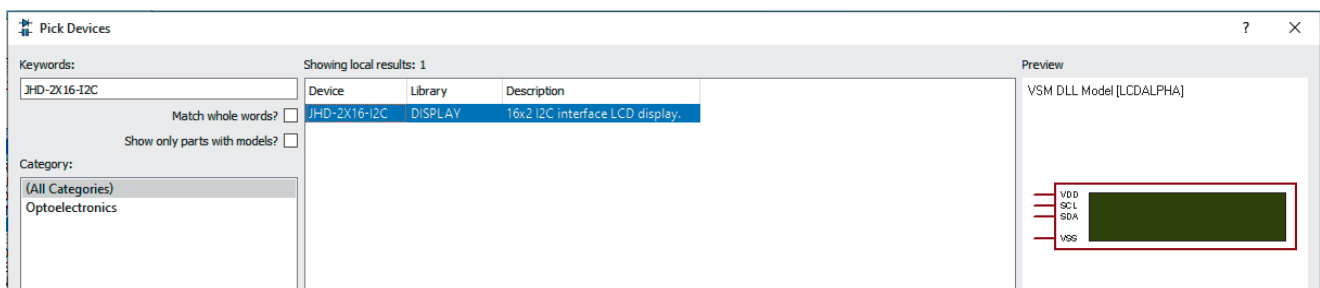 Pick Devices
?
Keywords:
JHD-2X16-I2C
Match whole words?
Show only parts with models?
Category:
(All Categories)
Optoelectronics
Showing local results: 1
Device Library Description
JHD-2X16-I2C DISPLAY 16x2 I2C interface LCD display.
Preview
VSM DLL Model [LCDALPHA]
VDD
SCL
SDA
VSS